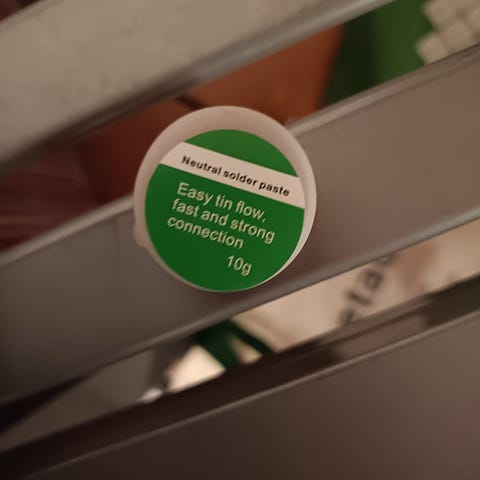 Neutral solder paste
Easy tin flow,
fast and strong
connection
10g